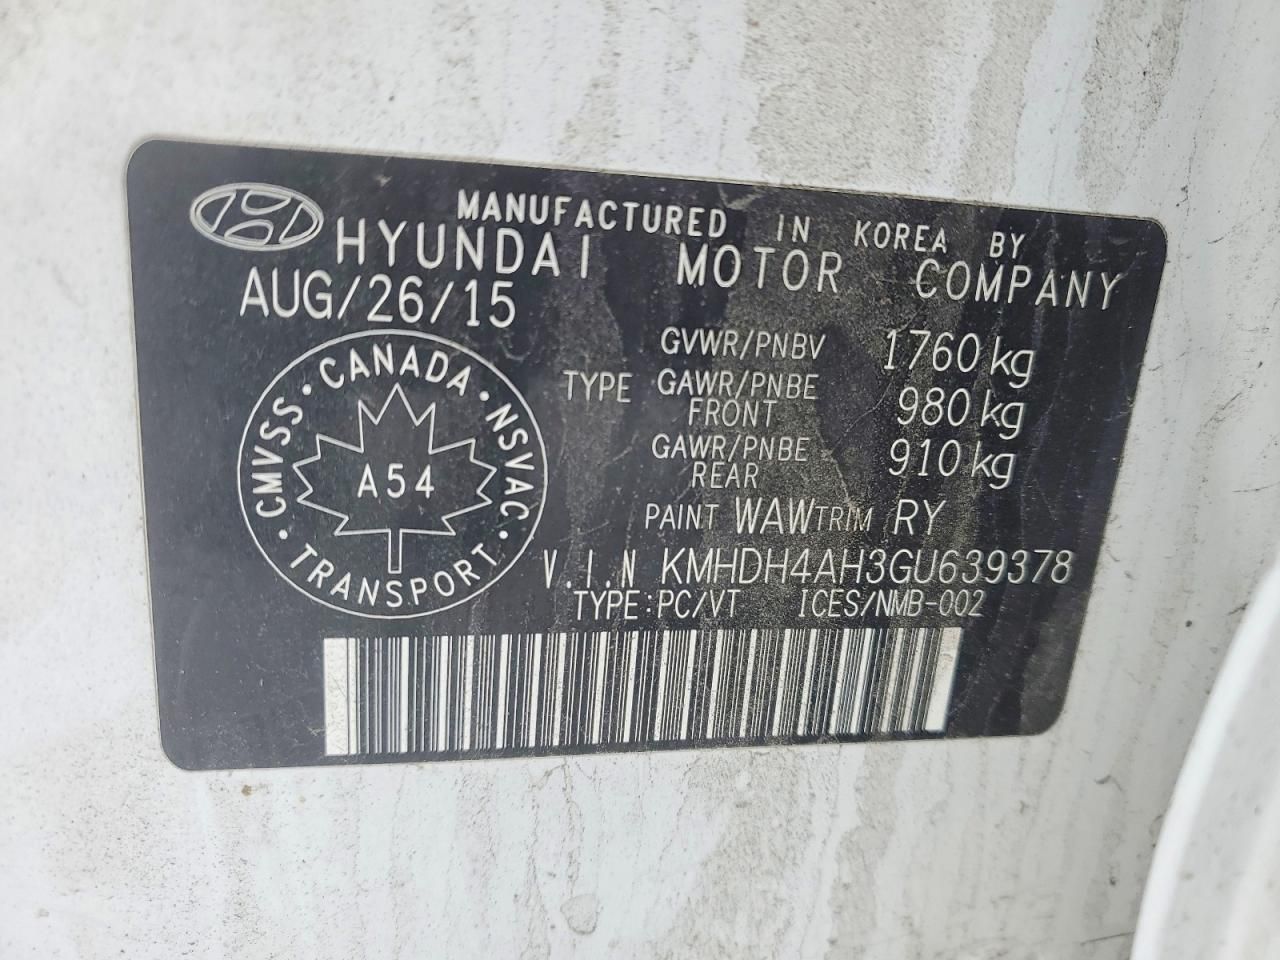 MANUFACTURED IN KOREA BY
HYUNDAI MOTOR COMPANY
AUG/26/15
GVWR/PNBV 1760 kg
TYPE GAWR/PNBE FRONT 980 kg
GAWR/PNBE REAR 910 kg
PAINT WAW TRIM RY
V.I.N KMHDH4AH3GU639378
TYPE:PC/VT ICES/NMB-002
CANADA · NSVAC · TRANSPORT · CMVSS ·
A54